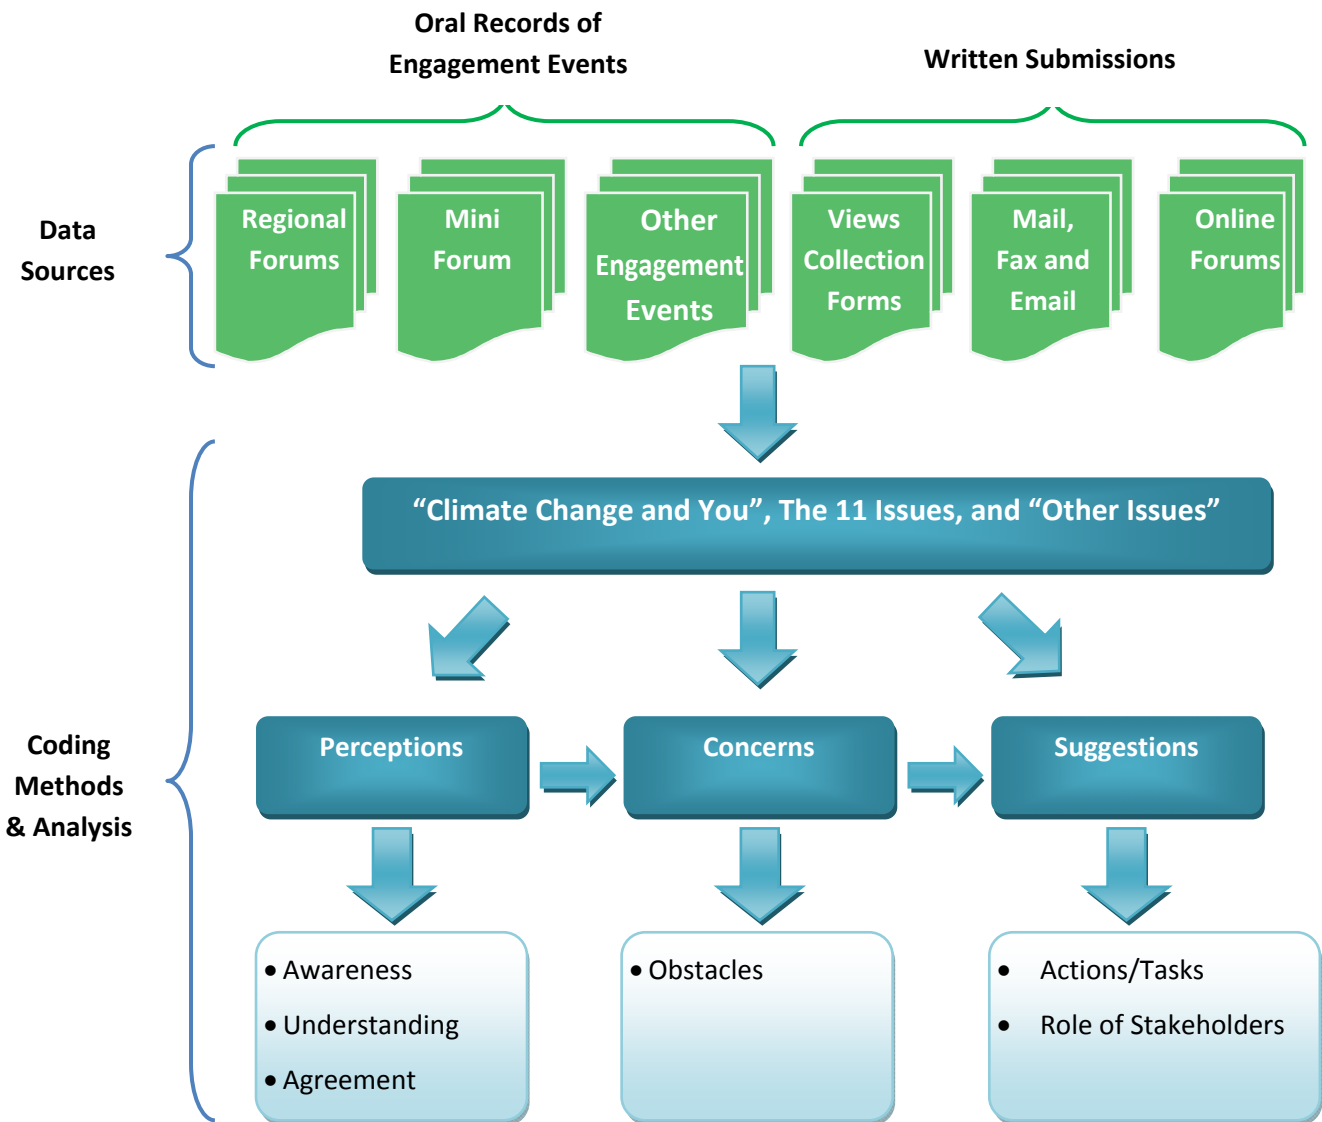 Oral Records of
Engagement Events
Written Submissions
Data
Sources
Regional
Forums
Mini
Forum
Other
Engagement
Events
Views
Collection
Forms
Mail,
Fax and
Email
Online
Forums
Coding
Methods
& Analysis
“Climate Change and You”, The 11 Issues, and “Other Issues”
Perceptions
Concerns
Suggestions
• Awareness
• Understanding
• Agreement
• Obstacles
• Actions/Tasks
• Role of Stakeholders